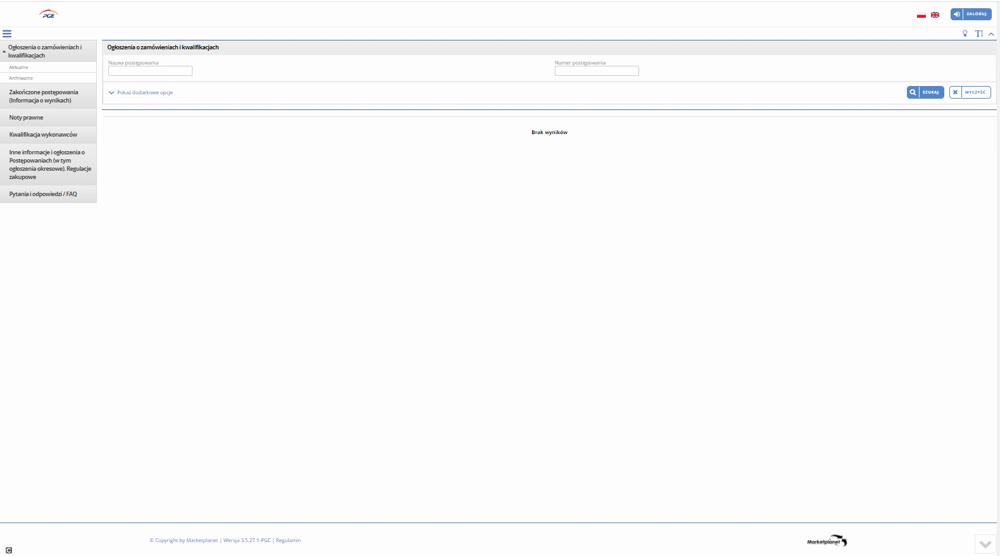 PGE
ZALOGUJ
TI
Ogłoszenia o zamówieniach i
kwalifikacjach
Aktualne
Archiwalne
Zakończone postępowania
(Informacja o wynikach)
Noty prawne
Kwalifikacja wykonawców
Inne informacje i ogłoszenia o
Postępowaniach (w tym
ogłoszenia okresowe). Regulacje
zakupowe
Pytania i odpowiedzi / FAQ
Ogłoszenia o zamówieniach i kwalifikacjach
Nazwa postępowania
Numer postępowania
Pokaż dodatkowe opcje
SZUKAJ
WYCZYŚĆ
Brak wyników
© Copyright by Marketplanet | Wersja 3.5.27.1-PGE | Regulamin
Marketplanet
C